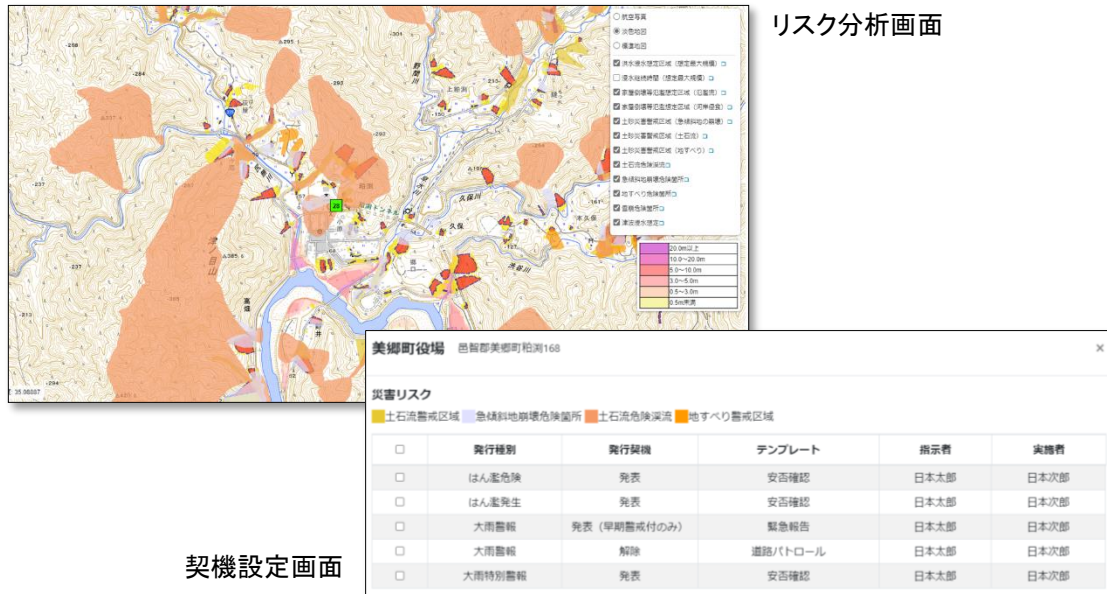 リスク分析画面
航空写真
淡色地図
標準地図
洪水浸水想定区域（想定最大規模）
浸水継続時間（想定最大規模）
家屋倒壊等氾濫想定区域（氾濫流）
家屋倒壊等氾濫想定区域（河岸侵食）
土砂災害警戒区域（急傾斜地の崩壊）
土砂災害警戒区域（土石流）
土砂災害警戒区域（地すべり）
土石流危険渓流
急傾斜地崩壊危険箇所
地すべり危険箇所
雪崩危険箇所
津波浸水想定
20.0m以上
10.0～20.0m
5.0～10.0m
3.0～5.0m
0.5～3.0m
0.5m未満
野間川
上粕渕
久保川
久保
木久保
高畑
28
美郷町役場 邑智郡美郷町粕渕168 ×
災害リスク
土石流警戒区域 急傾斜地崩壊危険箇所 土石流危険渓流 地すべり警戒区域
発行種別 発行契機 テンプレート 指示者 実施者
はん濫危険 発表 安否確認 日本太郎 日本次郎
はん濫発生 発表 安否確認 日本太郎 日本次郎
大雨警報 発表（早期警戒付のみ） 緊急報告 日本太郎 日本次郎
大雨警報 解除 道路パトロール 日本太郎 日本次郎
大雨特別警報 発表 安否確認 日本太郎 日本次郎
契機設定画面